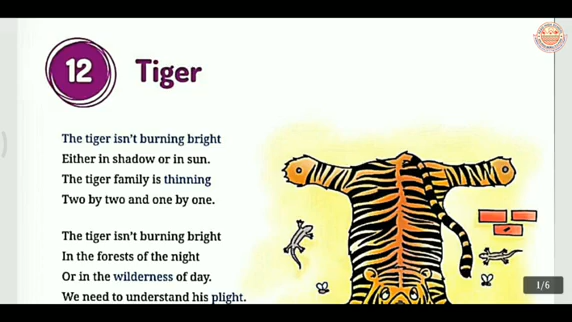 12 Tiger
The tiger isn't burning bright
Either in shadow or in sun.
The tiger family is thinning
Two by two and one by one.
The tiger isn't burning bright
In the forests of the night
Or in the wilderness of day.
We need to understand his plight.
1/6